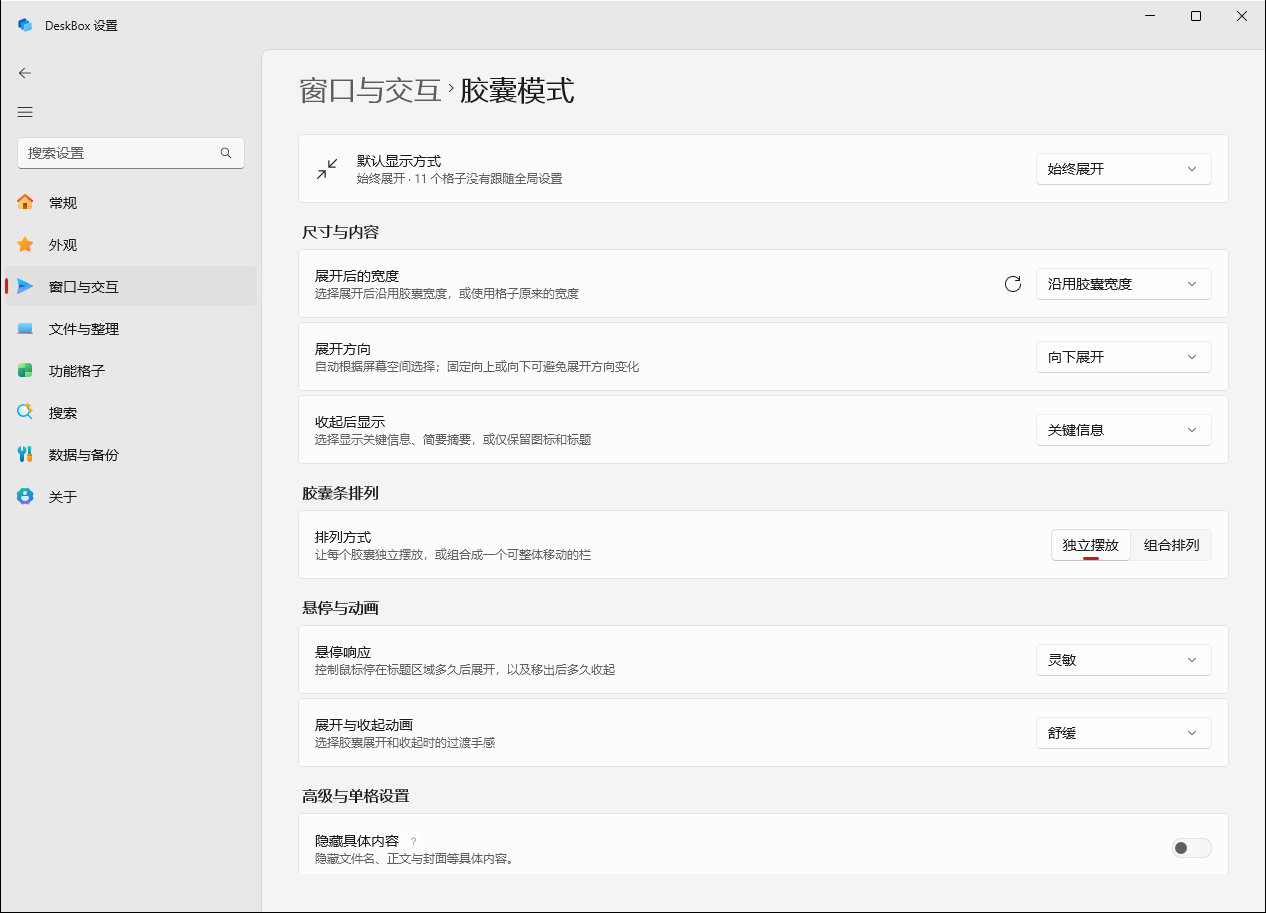 DeskBox 设置
窗口与交互 › 胶囊模式
搜索设置
常规
外观
窗口与交互
文件与整理
功能格子
搜索
数据与备份
关于
默认显示方式
始终展开 · 11 个格子没有跟随全局设置
始终展开
尺寸与内容
展开后的宽度
选择展开后沿用胶囊宽度，或使用格子原来的宽度
沿用胶囊宽度
展开方向
自动根据屏幕空间选择；固定向上或向下可避免展开方向变化
向下展开
收起后显示
选择显示关键信息、简要摘要，或仅保留图标和标题
关键信息
胶囊条排列
排列方式
让每个胶囊独立摆放，或组合成一个可整体移动的栏
独立摆放 组合排列
悬停与动画
悬停响应
控制鼠标停在标题区域多久后展开，以及移出后多久收起
灵敏
展开与收起动画
选择胶囊展开和收起时的过渡手感
舒缓
高级与单格设置
隐藏具体内容 ?
隐藏文件名、正文与封面等具体内容。